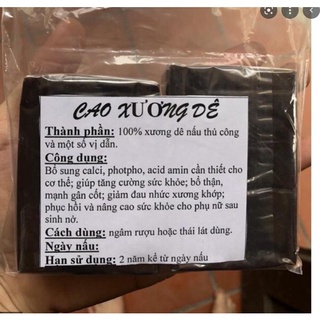 CAO XƯƠNG DÊ
Thành phần: 100% xương dê nấu thủ công
và một số vị dẫn.
Công dụng:
Bổ sung calci, photpho, acid amin cần thiết cho
cơ thể; giúp tăng cường sức khỏe; bổ thận,
mạnh gân cốt; giảm đau nhức xương khớp;
phục hồi và nâng cao sức khỏe cho phụ nữ sau
sinh nở.
Cách dùng: ngâm rượu hoặc thái lát dùng.
Ngày nấu:
Hạn sử dụng: 2 năm kể từ ngày nấu